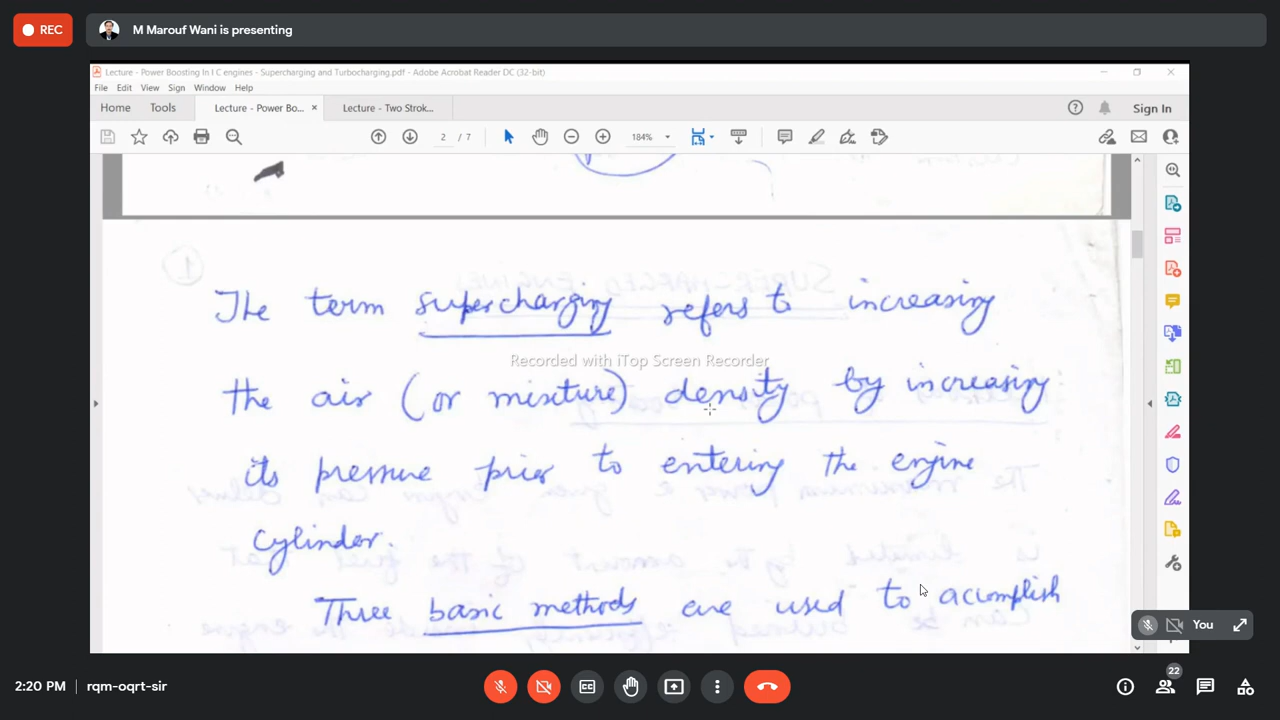 REC
M Marouf Wani is presenting
Lecture - Power Boosting In I C engines - Supercharging and Turbocharging.pdf - Adobe Acrobat Reader DC (32-bit)
File Edit View Sign Window Help
Home Tools Lecture - Power Bo... × Lecture - Two Strok... Sign In
2 / 7 184%
1
The term supercharging refers to increasing
Recorded with iTop Screen Recorder
the air (or mixture) density by increasing
its pressure prior to entering the engine
cylinder.
Three basic methods are used to accomplish
You
2:20 PM rqm-oqrt-sir
22